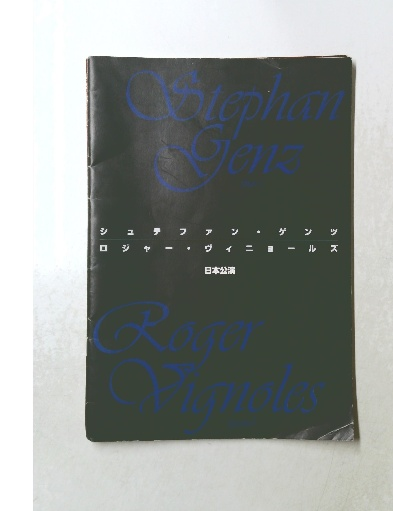 Stephan
Genz
シュテファン・ゲンツ
ロジャー・ヴィニョールズ
日本公演
Roger
Vignoles